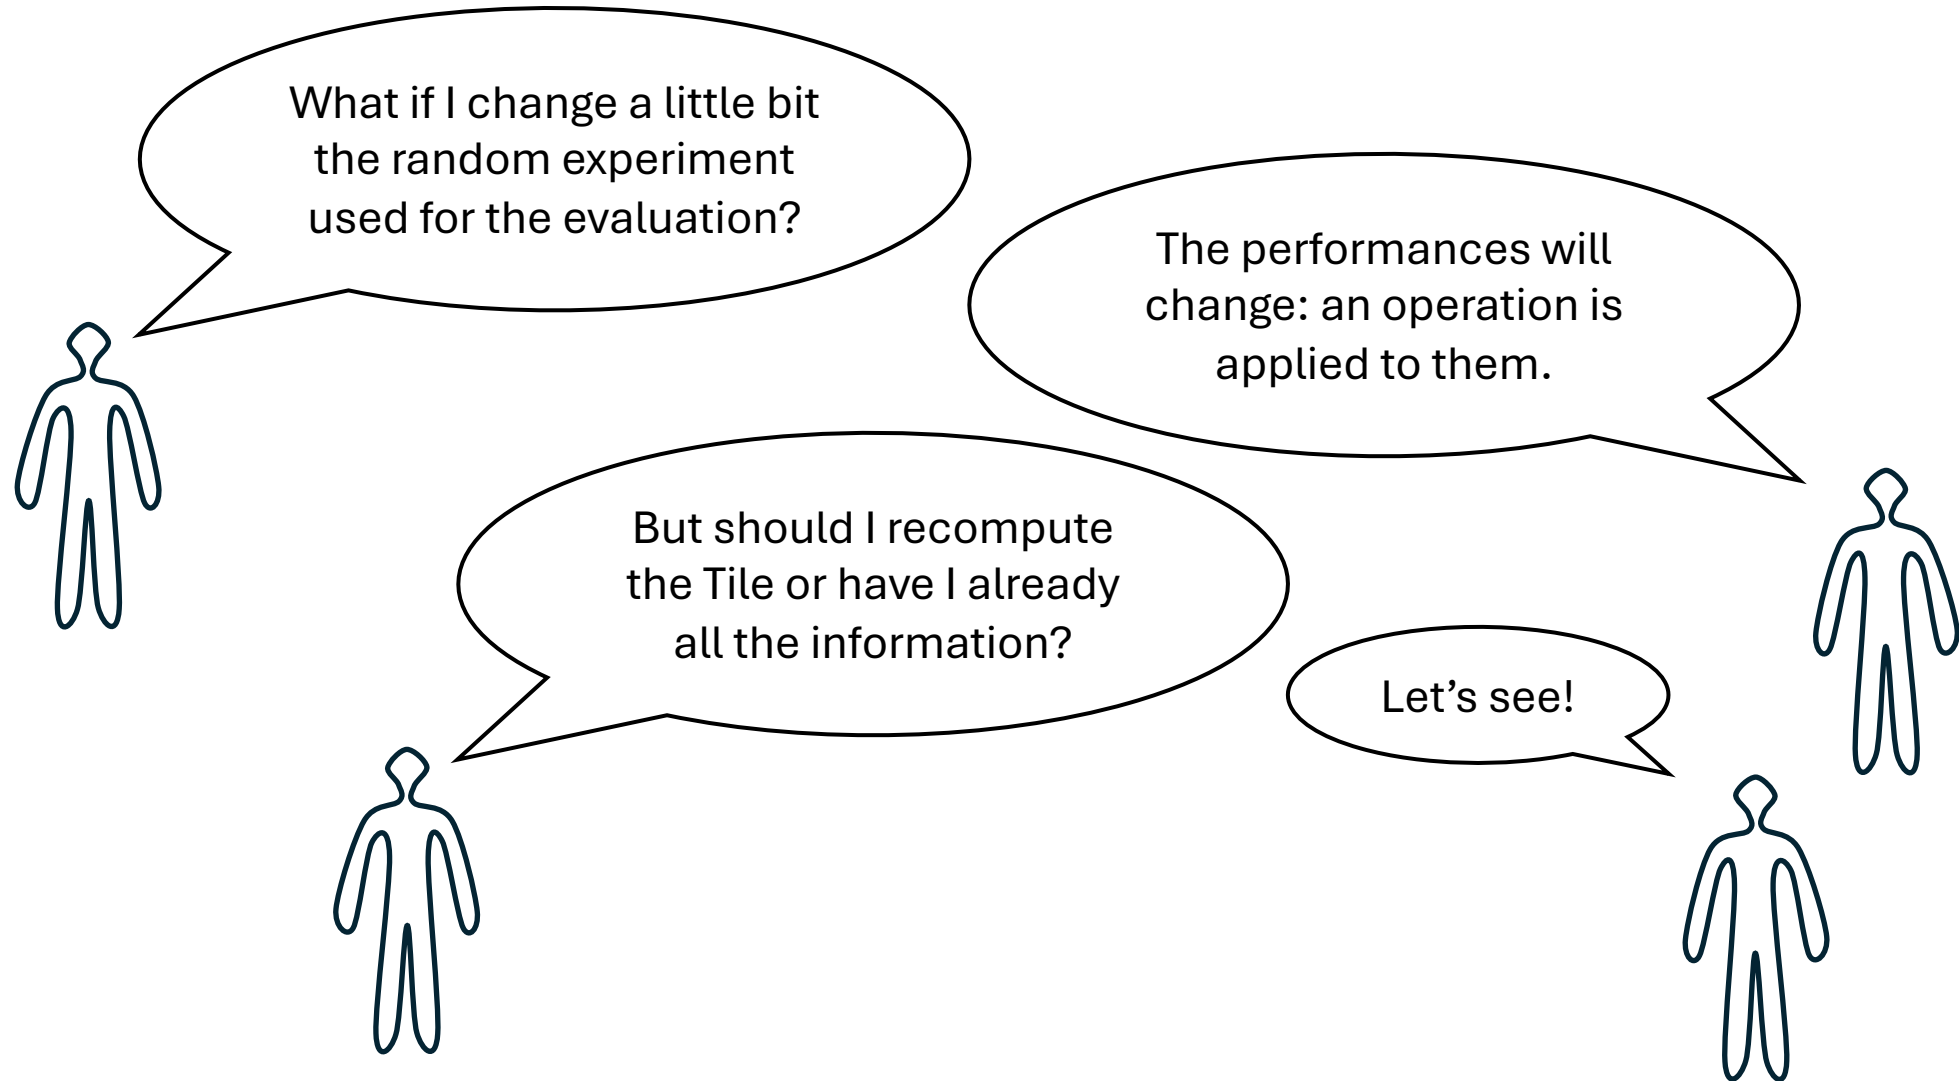 What if I change a little bit
the random experiment
used for the evaluation?
The performances will
change: an operation is
applied to them.
But should I recompute
the Tile or have I already
all the information?
Let’s see!